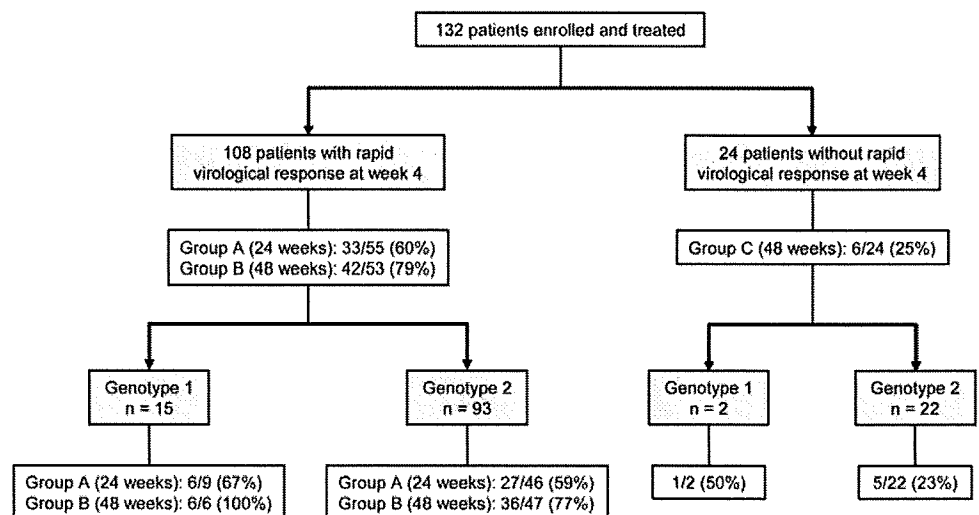 132 patients enrolled and treated
108 patients with rapid
virological response at week 4
24 patients without rapid
virological response at week 4
Group A (24 weeks): 33/55 (60%)
Group B (48 weeks): 42/53 (79%)
Group C (48 weeks): 6/24 (25%)
Genotype 1
n = 15
Genotype 2
n = 93
Genotype 1
n = 2
Genotype 2
n = 22
Group A (24 weeks): 6/9 (67%)
Group B (48 weeks): 6/6 (100%)
Group A (24 weeks): 27/46 (59%)
Group B (48 weeks): 36/47 (77%)
1/2 (50%)
5/22 (23%)